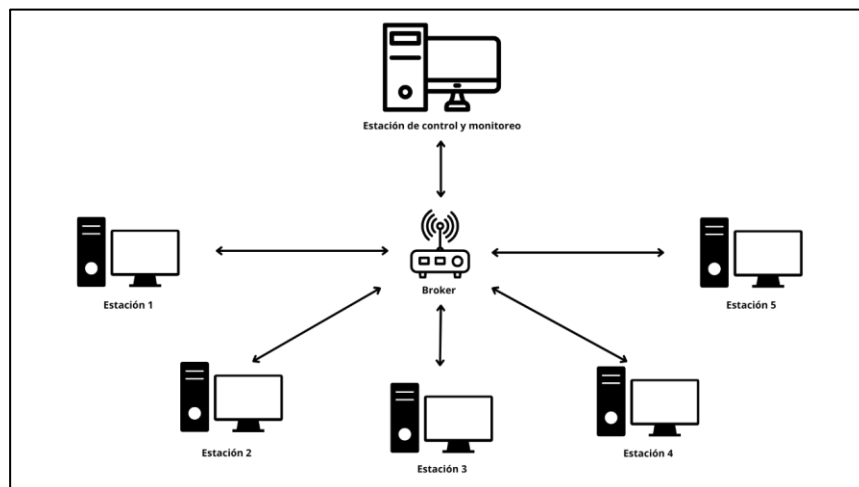 Estación de control y monitoreo
Broker
Estación 1
Estación 5
Estación 2
Estación 3
Estación 4